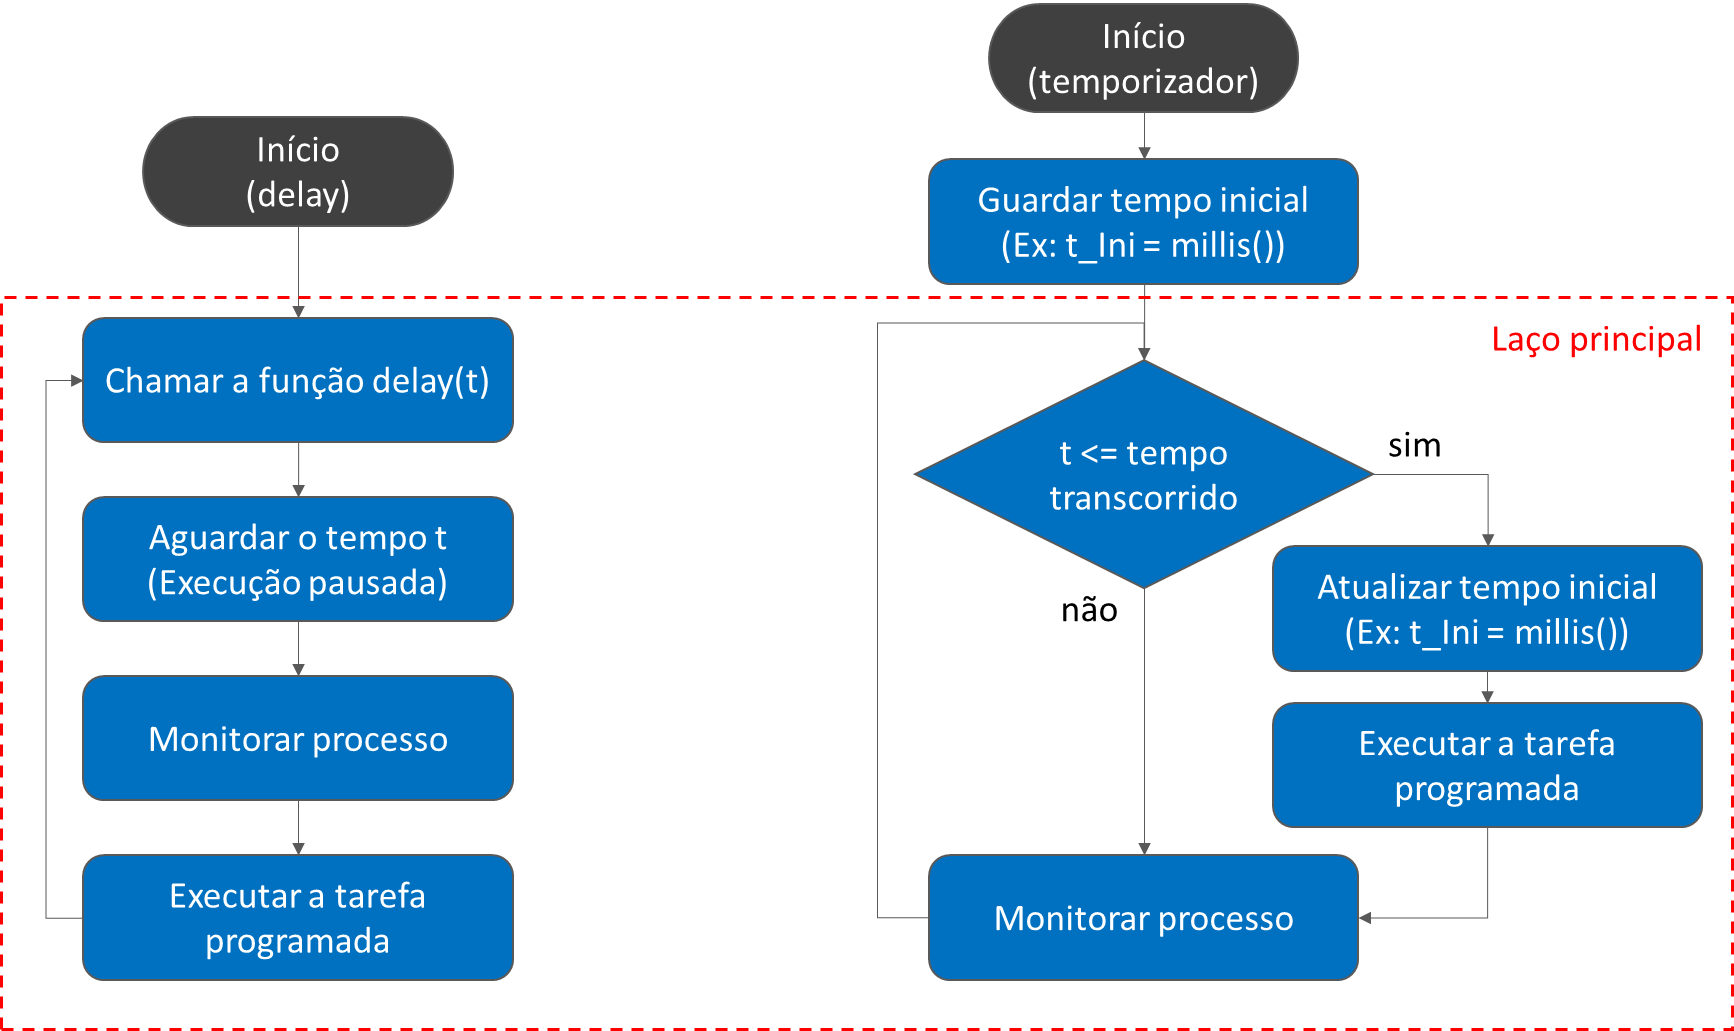 Início
(delay)
Chamar a função delay(t)
Aguardar o tempo t
(Execução pausada)
Monitorar processo
Executar a tarefa
programada
Início
(temporizador)
Guardar tempo inicial
(Ex: t_Ini = millis())
Laço principal
t <= tempo
transcorrido
sim
não
Atualizar tempo inicial
(Ex: t_Ini = millis())
Executar a tarefa
programada
Monitorar processo